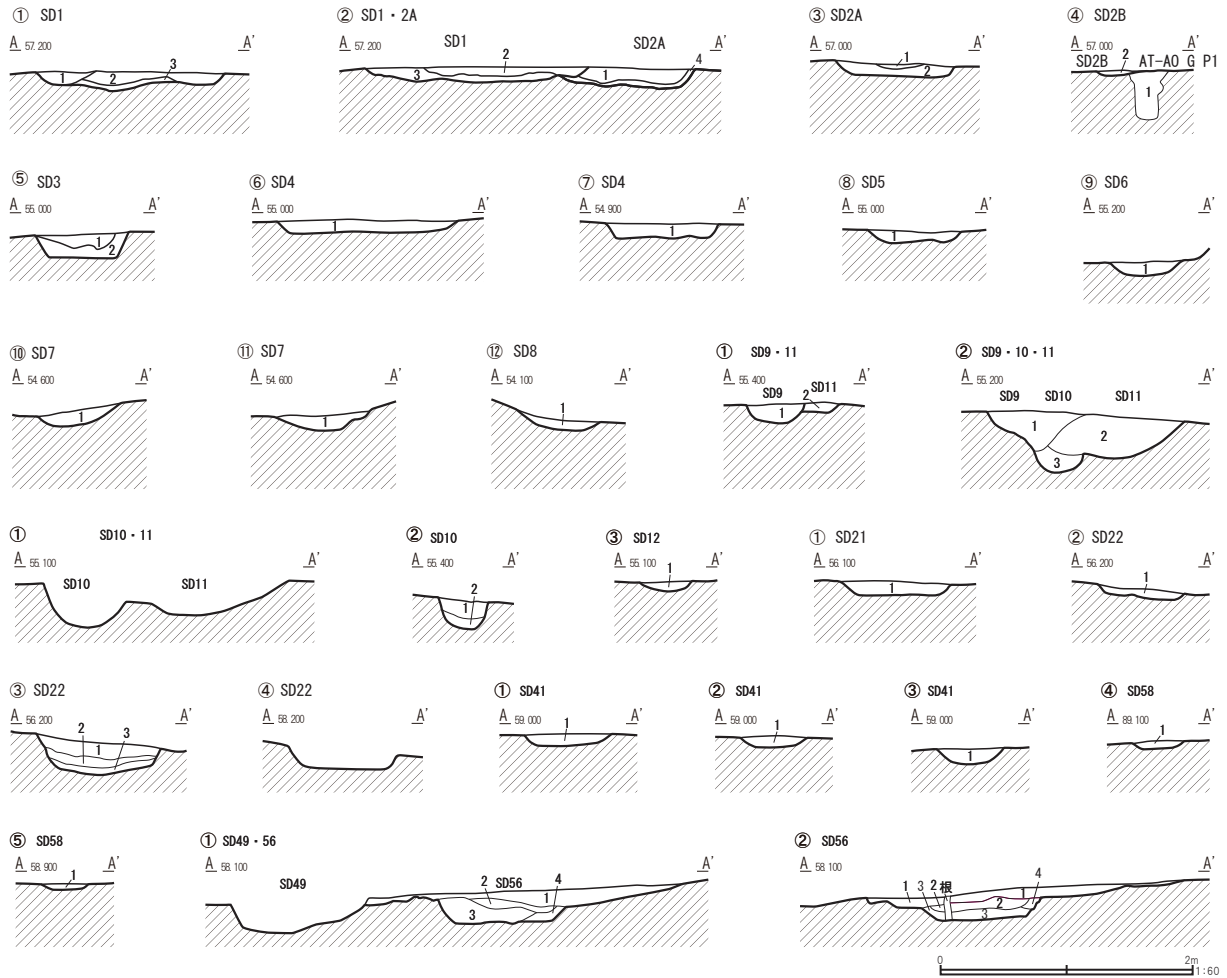 ① SD1
A 57.200 A'
1 2 3
② SD1・2A
A 57.200 A'
SD1 SD2A
3 2 1 4
③ SD2A
A 57.000 A'
1 2
④ SD2B
A 57.000 A'
SD2B 2 AT-AO G P1
1
⑤ SD3
A 55.000 A'
1 2
⑥ SD4
A 55.000 A'
1
⑦ SD4
A 54.900 A'
1
⑧ SD5
A 55.000 A'
1
⑨ SD6
A 55.200 A'
1
⑩ SD7
A 54.600 A'
1
⑪ SD7
A 54.600 A'
1
⑫ SD8
A 54.100 A'
1
① SD9・11
A 55.400 A'
SD9 2 SD11
1
② SD9・10・11
A 55.200 A'
SD9 SD10 SD11
1 2
3
① SD10・11
A 55.100 A'
SD10 SD11
② SD10
A 55.400 A'
2
1
③ SD12
A 55.100 A'
1
① SD21
A 56.100 A'
1
② SD22
A 56.200 A'
1
③ SD22
A 56.200 A'
2 1 3
④ SD22
A 58.200 A'
① SD41
A 59.000 A'
1
② SD41
A 59.000 A'
1
③ SD41
A 59.000 A'
1
④ SD58
A 89.100 A'
1
⑤ SD58
A 58.900 A'
1
① SD49・56
A 58.100 A'
SD49 2 SD56 4
1
3
② SD56
A 58.100 A'
1 3 2 根 1 4
2
3
0 2m
1:60